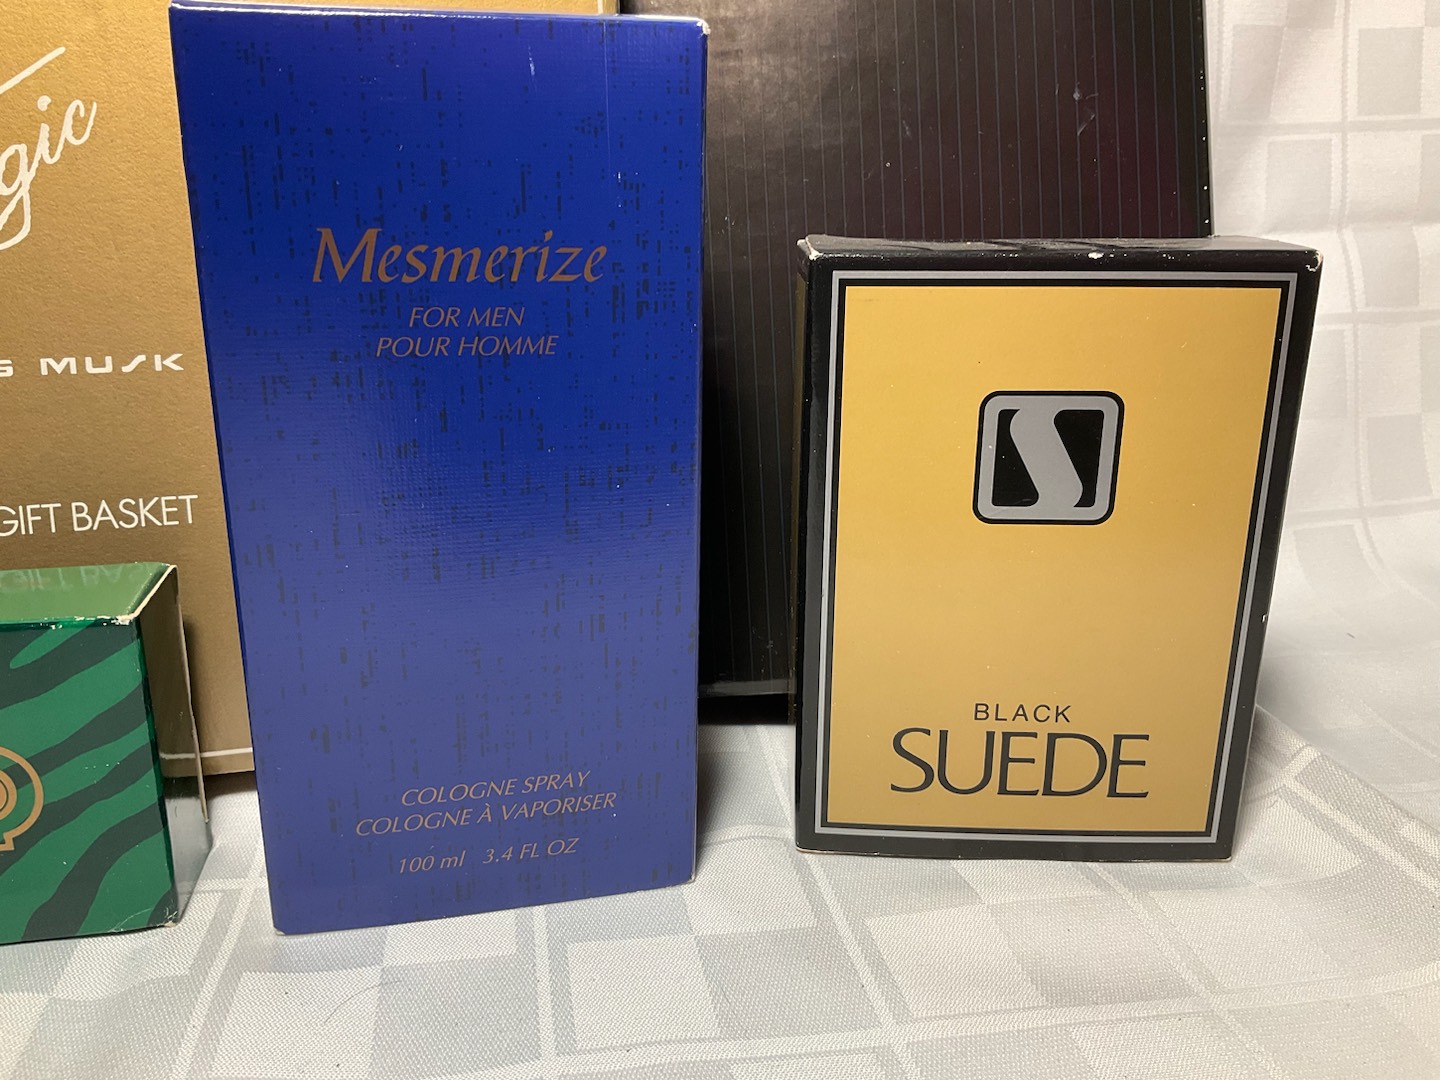 MUSK
GIFT BASKET
Mesmerize
FOR MEN
POUR HOMME
COLOGNE SPRAY
COLOGNE À VAPORISER
100 ml 3.4 FL OZ
S
BLACK
SUEDE